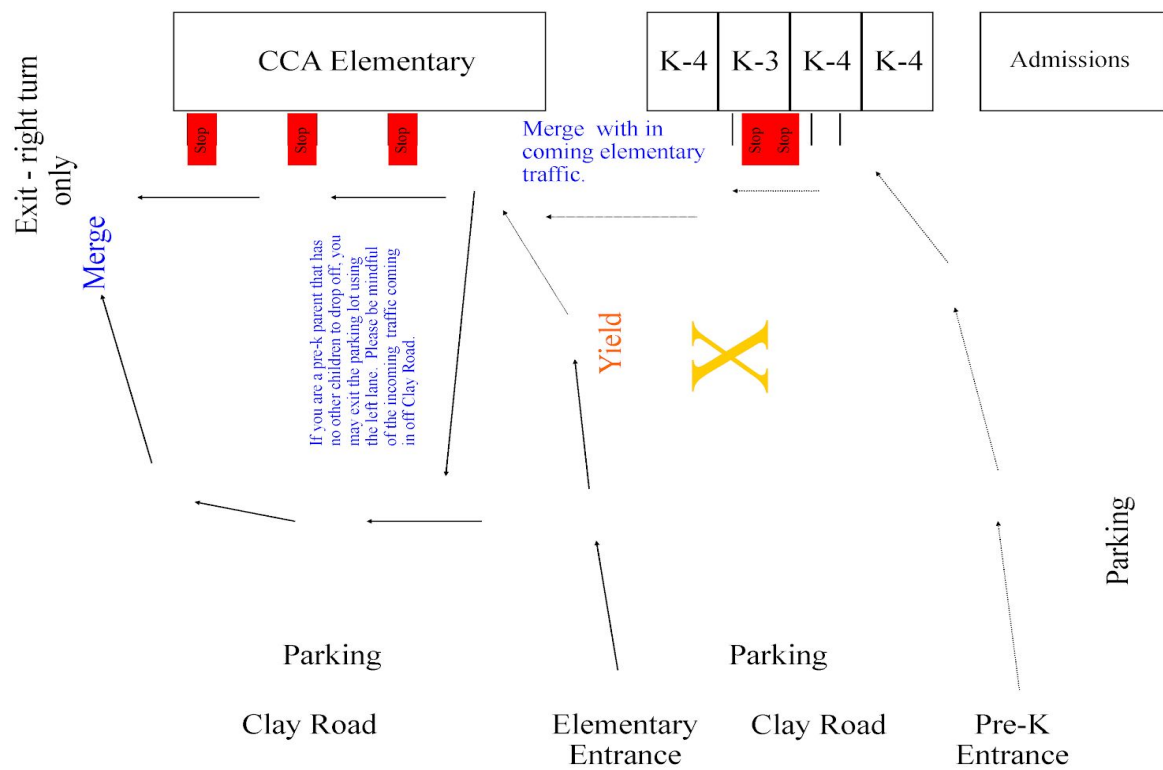 CCA Elementary
K-4
K-3
K-4
K-4
Admissions
Stop
Stop
Stop
Stop
Stop
Merge with in
coming elementary
traffic.
Exit - right turn
only
Merge
If you are a pre-k parent that has
no other children to drop off, you
may exit the parking lot using
the left lane. Please be mindful
of the incoming traffic coming
in off Clay Road.
Yield
X
Parking
Parking
Parking
Clay Road
Elementary
Entrance
Clay Road
Pre-K
Entrance